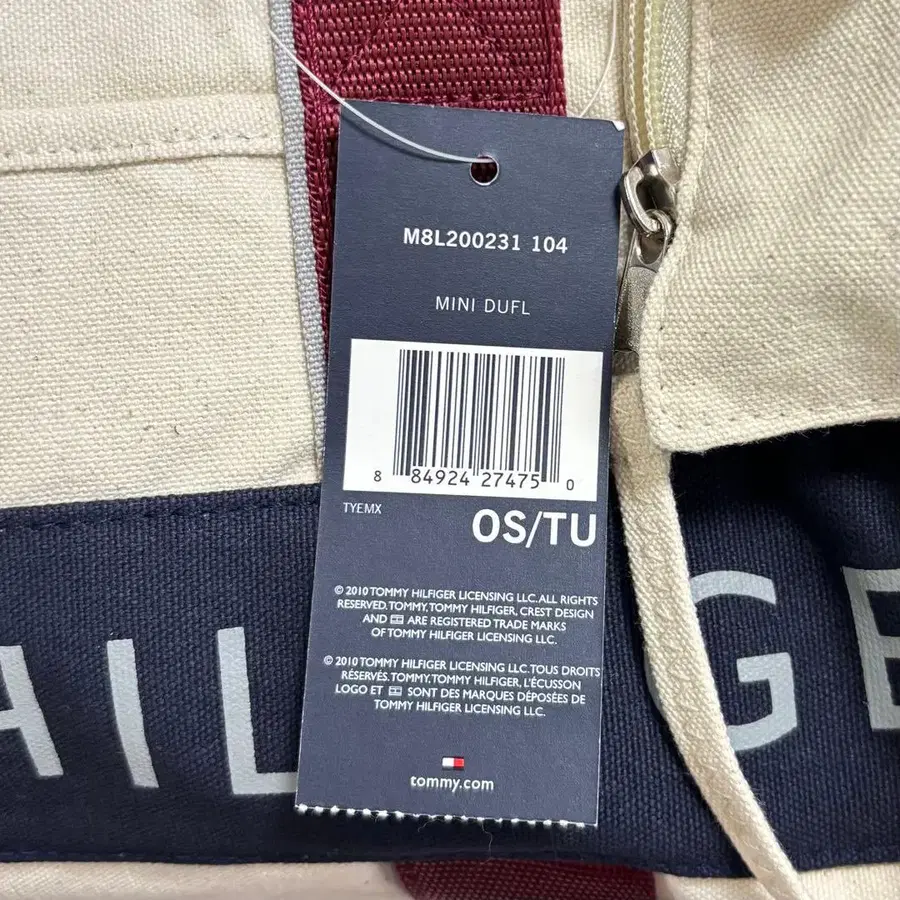 M8L200231 104
MINI DUFL
8 84924 27475 0
TYEMX
OS/TU
© 2010 TOMMY HILFIGER LICENSING LLC. ALL RIGHTS
RESERVED. TOMMY, TOMMY HILFIGER, CREST DESIGN
AND ARE REGISTERED TRADE MARKS
OF TOMMY HILFIGER LICENSING LLC.
© 2010 TOMMY HILFIGER LICENSING LLC. TOUS DROITS
RÉSERVÉS. TOMMY, TOMMY HILFIGER, L'ÉCUSSON
LOGO ET SONT DES MARQUES DÉPOSÉES DE
TOMMY HILFIGER LICENSING LLC.
tommy.com
HIL GE